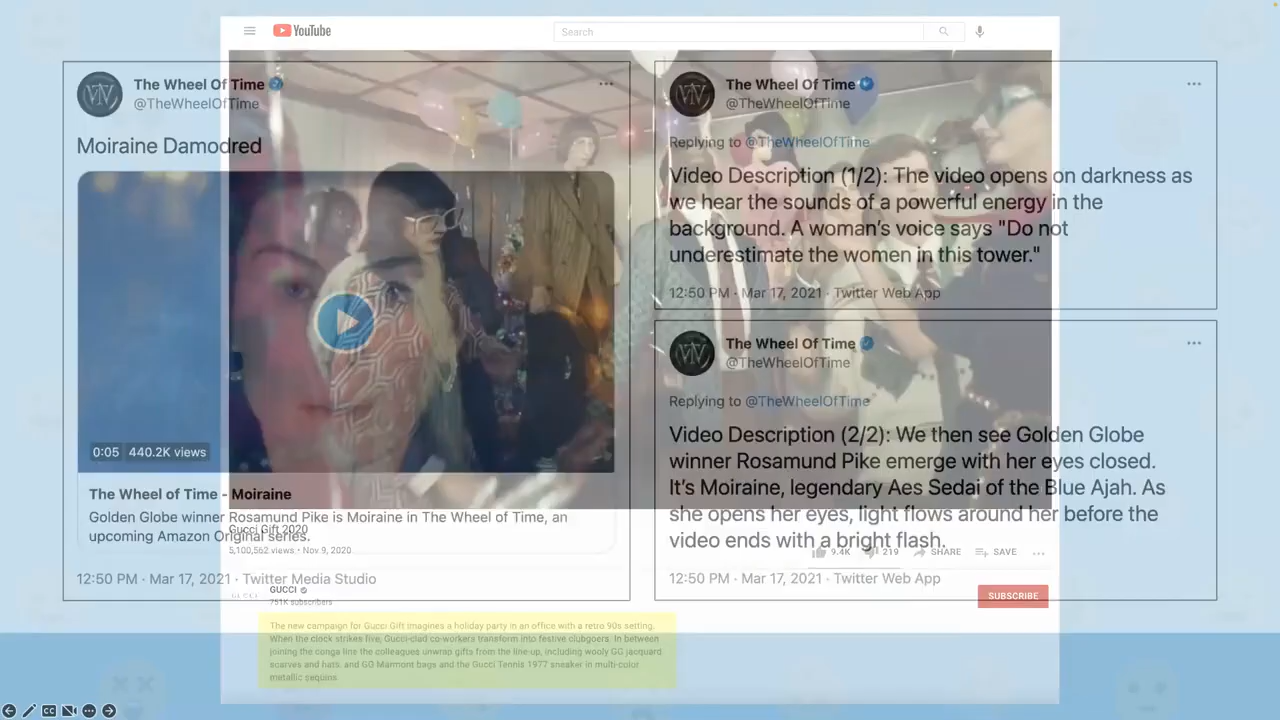 YouTube
Search
The Wheel Of Time
@TheWheelOfTime
Moiraine Damodred
0:05 440.2K views
The Wheel of Time - Moiraine
Golden Globe winner Rosamund Pike is Moiraine in The Wheel of Time, an
upcoming Amazon Original series.
12:50 PM · Mar 17, 2021 · Twitter Media Studio
The Wheel Of Time
@TheWheelOfTime
Replying to @TheWheelOfTime
Video Description (1/2): The video opens on darkness as
we hear the sounds of a powerful energy in the
background. A woman's voice says "Do not
underestimate the women in this tower."
12:50 PM · Mar 17, 2021 · Twitter Web App
The Wheel Of Time
@TheWheelOfTime
Replying to @TheWheelOfTime
Video Description (2/2): We then see Golden Globe
winner Rosamund Pike emerge with her eyes closed.
It's Moiraine, legendary Aes Sedai of the Blue Ajah. As
she opens her eyes, light flows around her before the
video ends with a bright flash.
12:50 PM · Mar 17, 2021 · Twitter Web App
Gucci Gift 2020
5,100,562 views • Nov 9, 2020
9.4K 219 SHARE SAVE
GUCCI
GUCCI
751K subscribers
SUBSCRIBE
The new campaign for Gucci Gift imagines a holiday party in an office with a retro 90s setting.
When the clock strikes five, Gucci-clad co-workers transform into festive clubgoers. In between
joining the conga line the colleagues unwrap gifts from the line-up, including wooly GG jacquard
scarves and hats, and GG Marmont bags and the Gucci Tennis 1977 sneaker in multi-color
metallic sequins.
CC